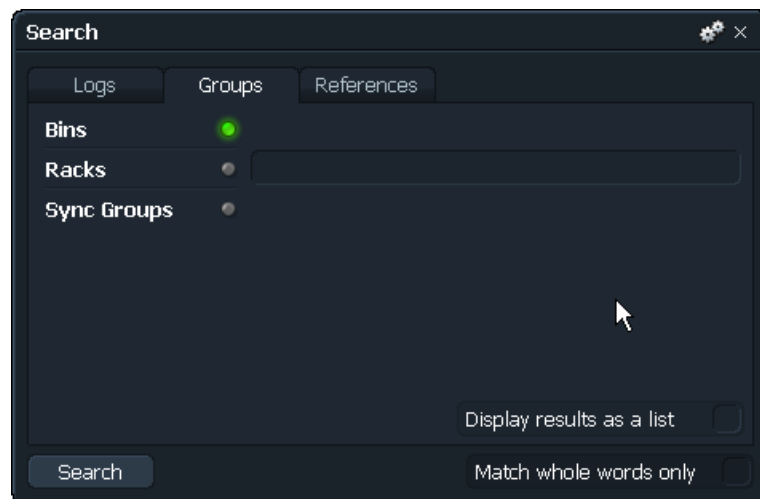 Search
Logs Groups References
Bins
Racks
Sync Groups
Display results as a list
Search Match whole words only